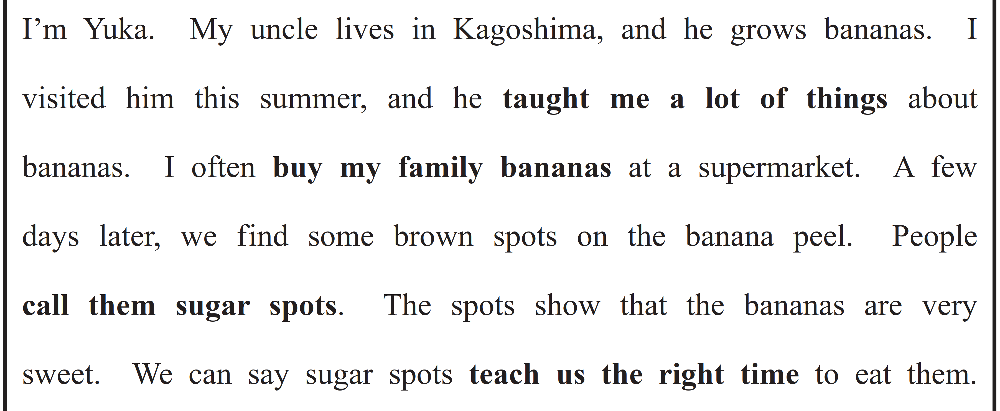 I’m Yuka. My uncle lives in Kagoshima, and he grows bananas. I
visited him this summer, and he taught me a lot of things about
bananas. I often buy my family bananas at a supermarket. A few
days later, we find some brown spots on the banana peel. People
call them sugar spots. The spots show that the bananas are very
sweet. We can say sugar spots teach us the right time to eat them.